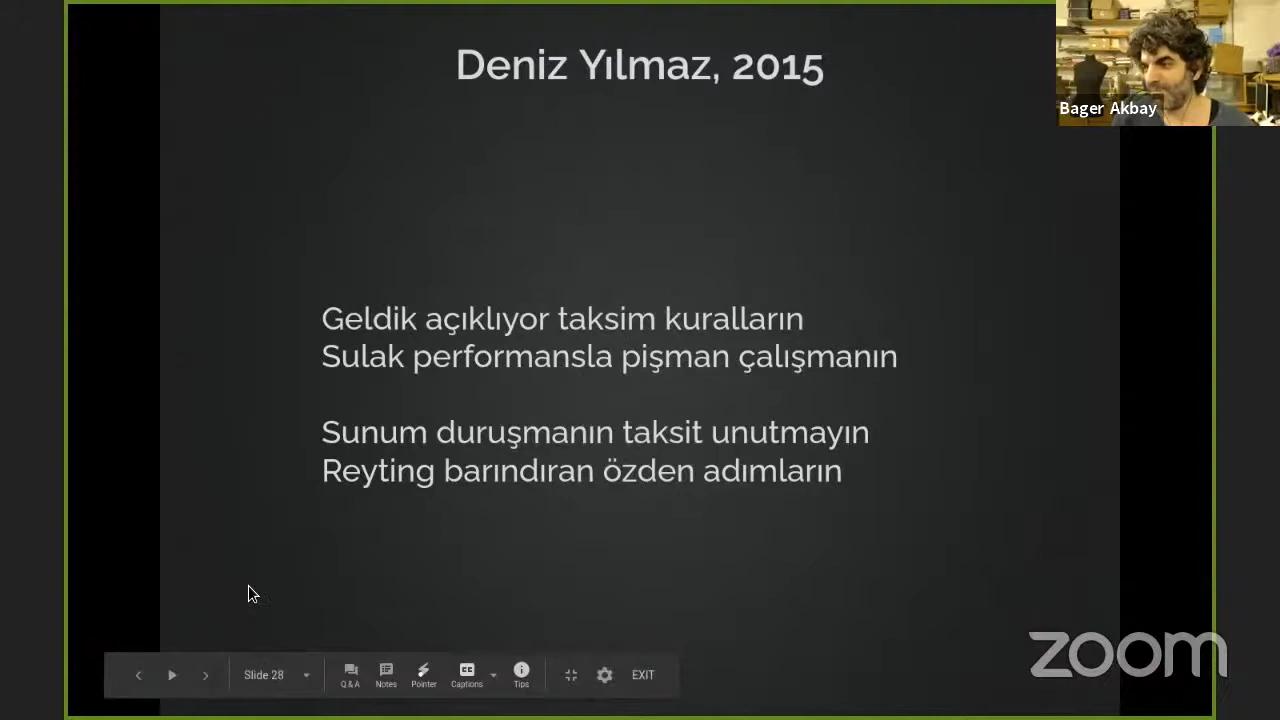 Deniz Yılmaz, 2015
Bager Akbay
Geldik açıklıyor taksim kuralların
Sulak performansla pişman çalışmanın
Sunum duruşmanın taksit unutmayın
Reyting barındıran özden adımların
Slide 28
Q & A
Notes
Pointer
CC
Captions
Tips
EXIT
zoom